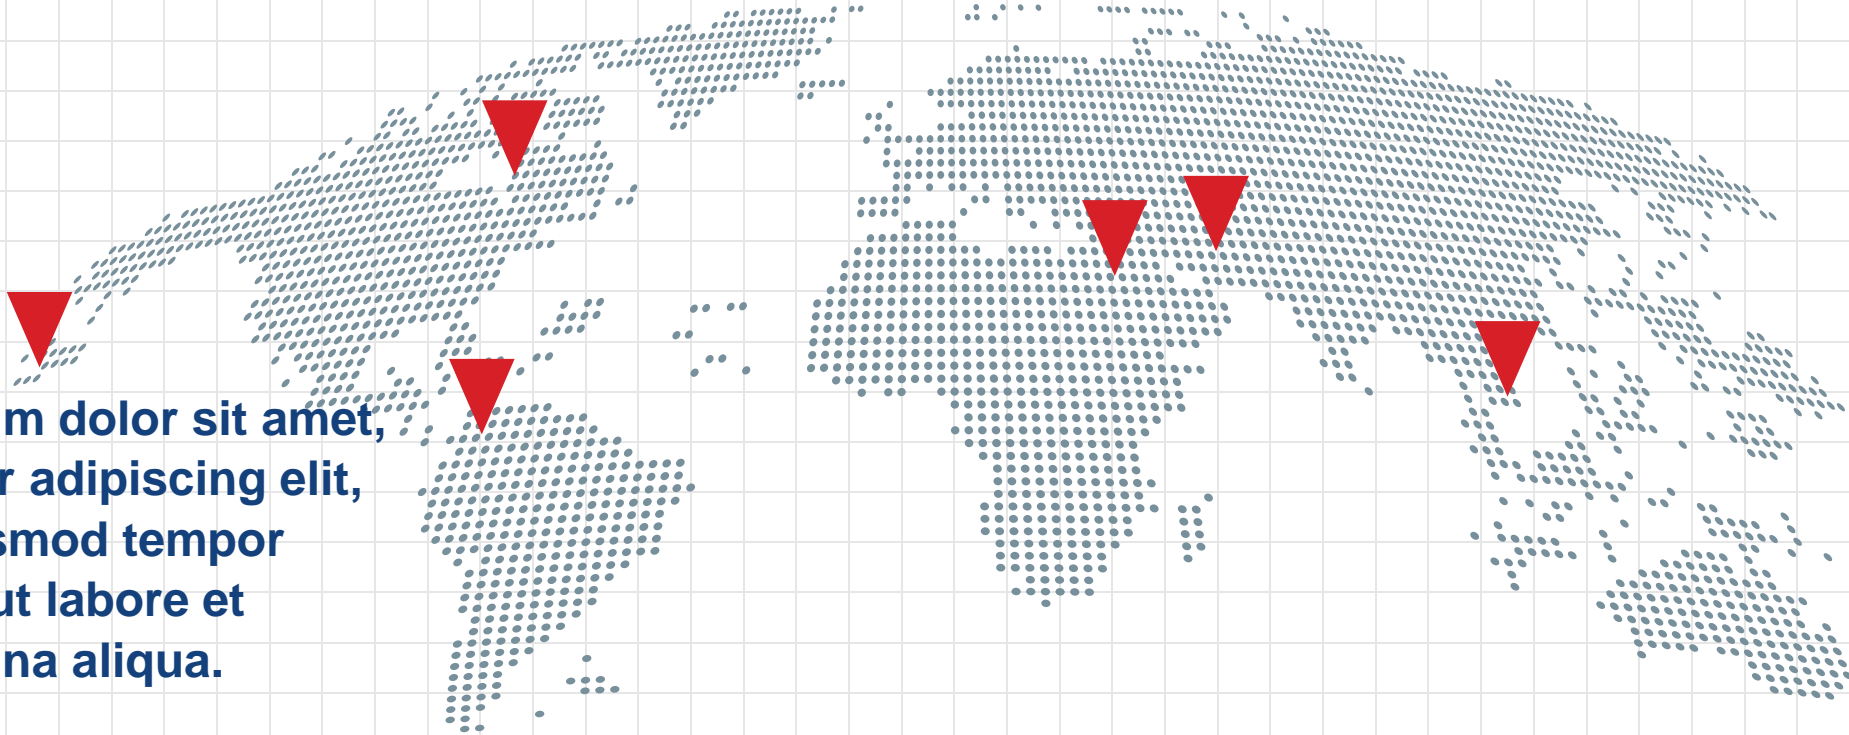 m dolor sit amet,
r adipiscing elit,
smod tempor
ut labore et
na aliqua.